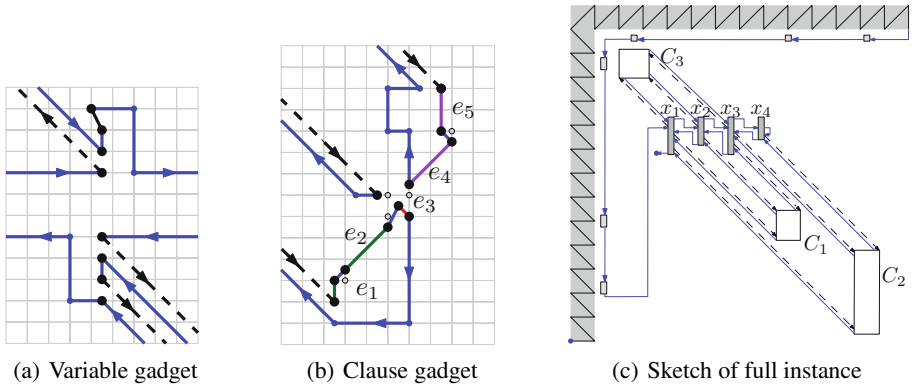 e₅
e₄
e₃
e₂
e₁
C₃
x₁ x₂ x₃ x₄
C₁
C₂
(a) Variable gadget
(b) Clause gadget
(c) Sketch of full instance